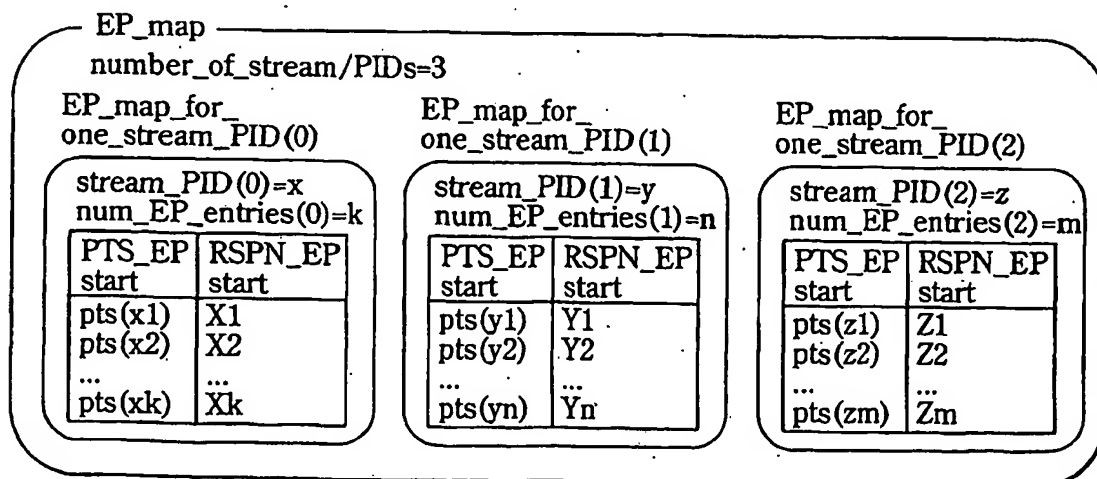 EP_map
number_of_stream/PIDs=3
EP_map_for_
one_stream_PID(0)
stream_PID(0)=x
num_EP_entries(0)=k
PTS_EP RSPN_EP
start start
pts(x1) X1
pts(x2) X2
... ...
pts(xk) Xk
EP_map_for_
one_stream_PID(1)
stream_PID(1)=y
num_EP_entries(1)=n
PTS_EP RSPN_EP
start start
pts(y1) Y1
pts(y2) Y2
... ...
pts(yn) Yn
EP_map_for_
one_stream_PID(2)
stream_PID(2)=z
num_EP_entries(2)=m
PTS_EP RSPN_EP
start start
pts(z1) Z1
pts(z2) Z2
... ...
pts(zm) Zm